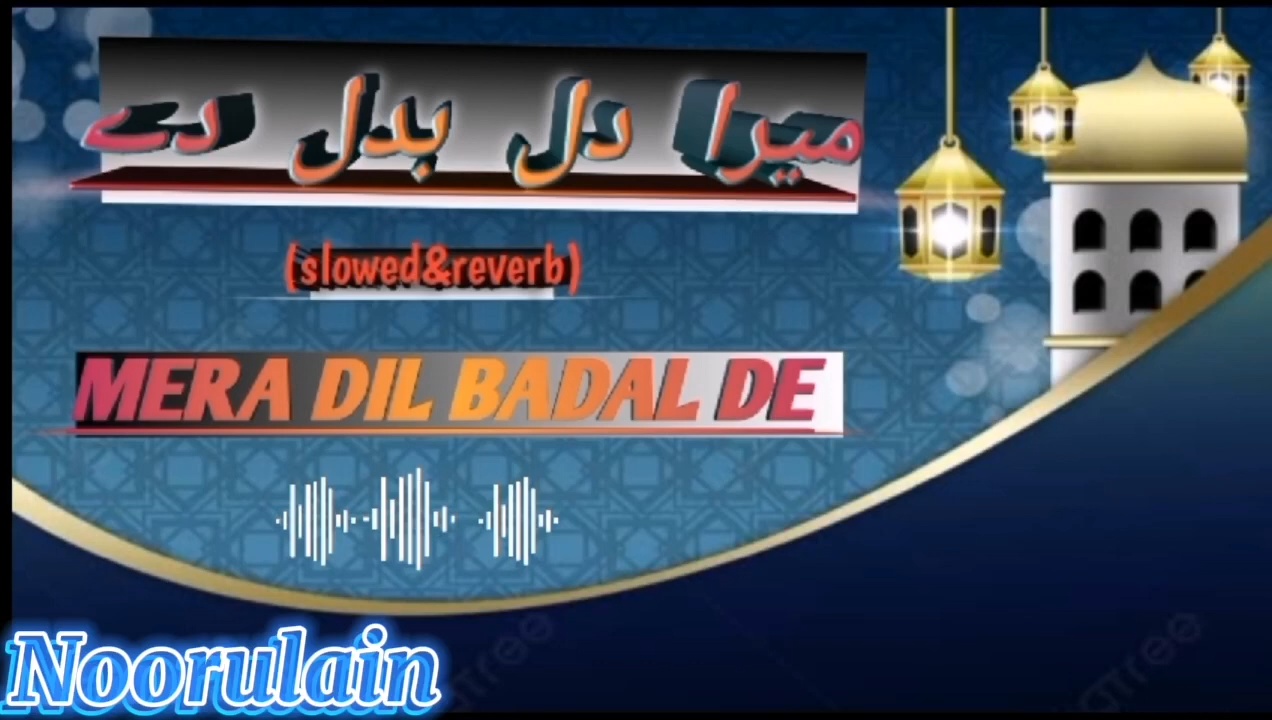 میرا دل بدل دے
(slowed&reverb)
MERA DIL BADAL DE
Noorulain